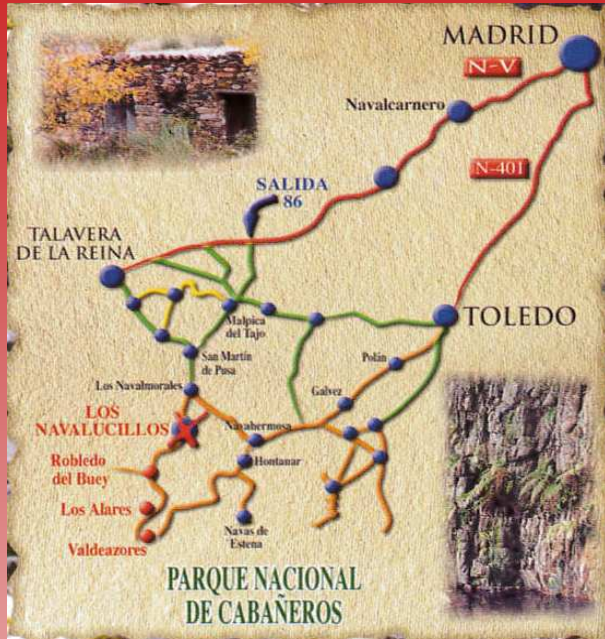 MADRID
N-V
Navalcarnero
N-401
SALIDA
86
TALAVERA
DE LA REINA
TOLEDO
Malpica
del Tajo
San Martín
de Pusa
Polán
Los Navalmorales
Galvez
LOS
NAVALUCILLOS
Navahermosa
Robledo
del Buey
Hontanar
Los Alares
Navas de
Estena
Valdeazores
PARQUE NACIONAL
DE CABAÑEROS